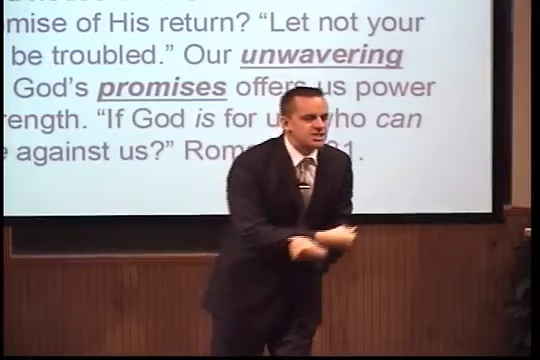 mise of His return? “Let not your
be troubled.” Our unwavering
God’s promises offers us power
rength. “If God is for u who can
e against us?” Rom 31.